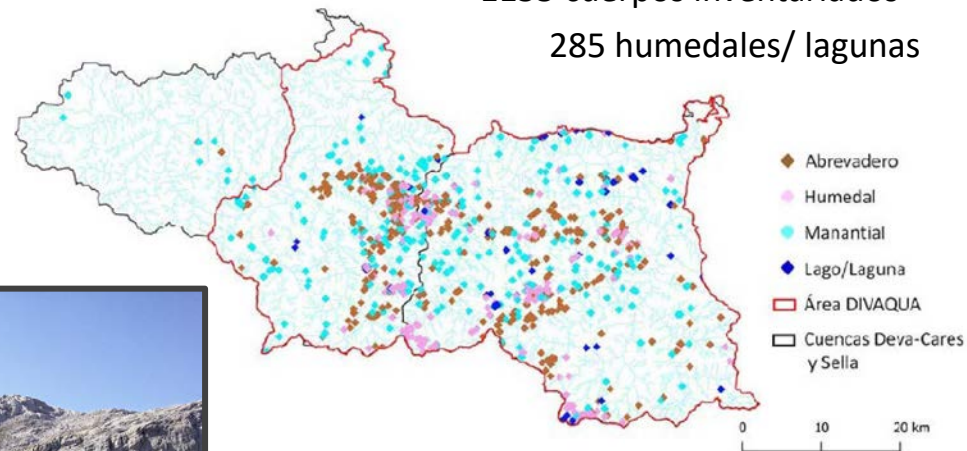 285 humedales/ lagunas
Abrevadero
Humedal
Manantial
Lago/Laguna
Área DIVAQUA
Cuencas Deva-Cares
y Sella
0 10 20 km